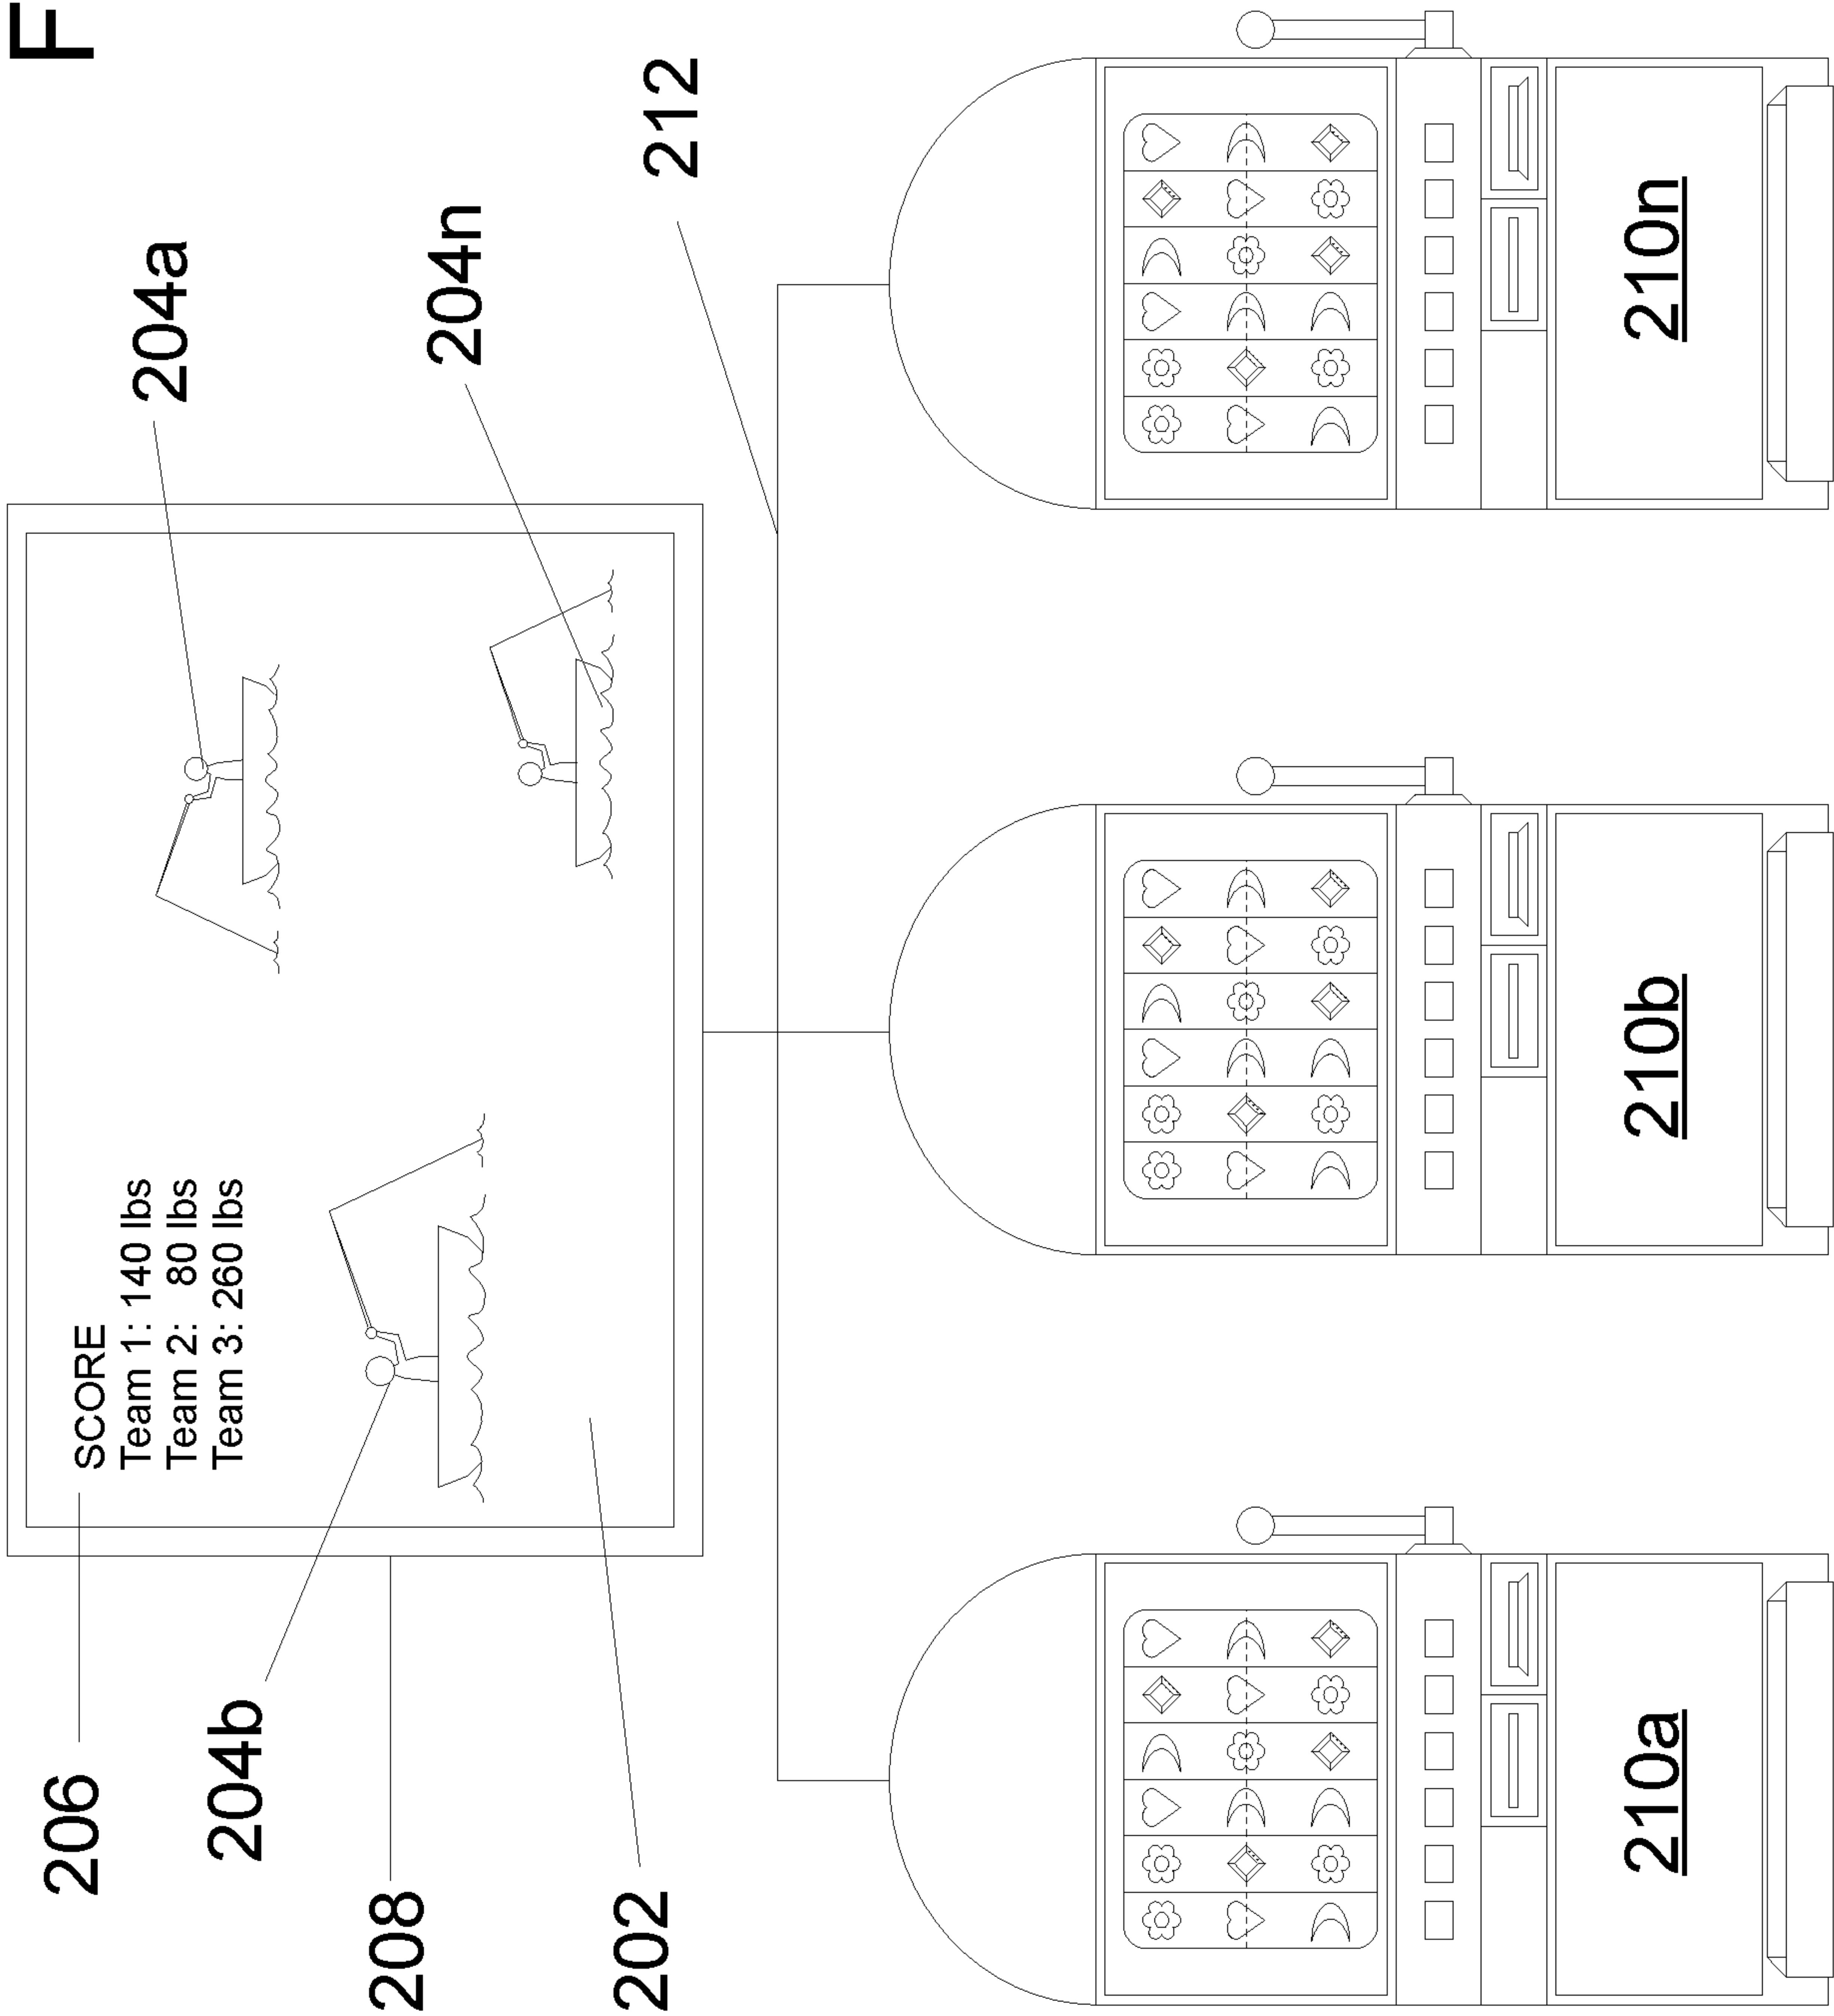 F
206
SCORE
Team 1: 140 lbs
Team 2: 80 lbs
Team 3: 260 lbs
204a
204b
204n
208
202
212
210a
210b
210n